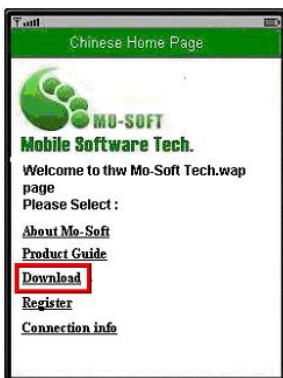 Chinese Home Page
MO-SOFT
Mobile Software Tech.
Welcome to thw Mo-Soft Tech.wap
page
Please Select :
About Mo-Soft
Product Guide
Download
Register
Connection info